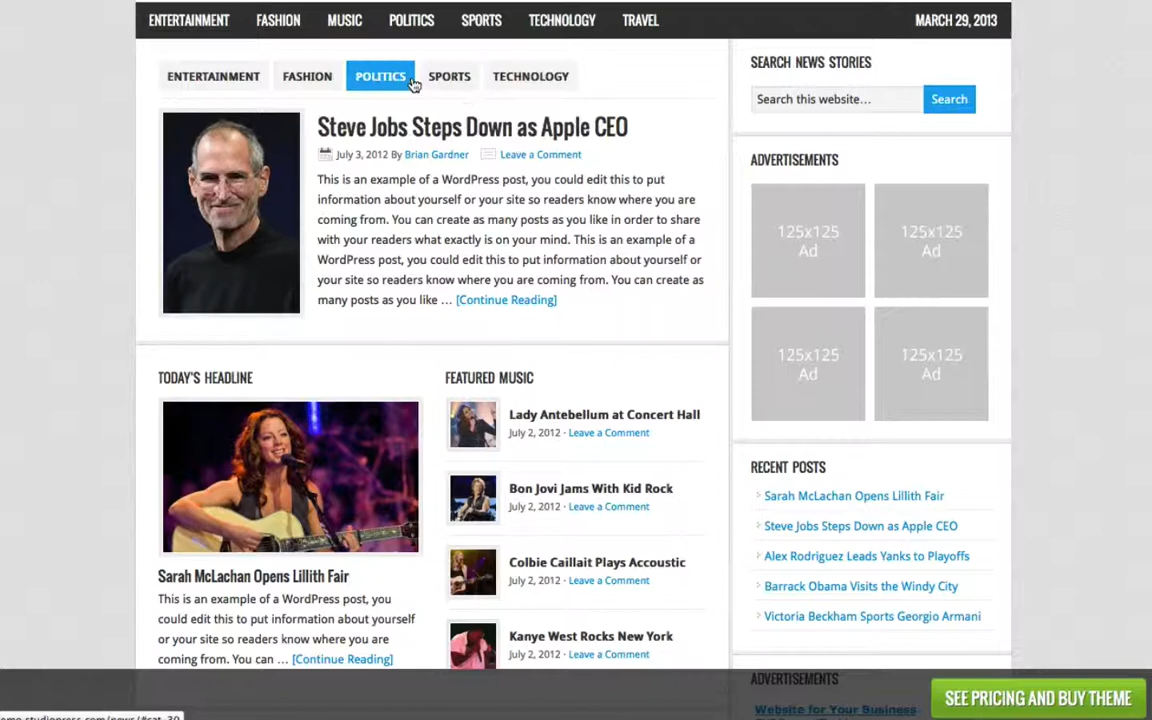 ENTERTAINMENT FASHION MUSIC POLITICS SPORTS TECHNOLOGY TRAVEL MARCH 29, 2013
ENTERTAINMENT FASHION POLITICS SPORTS TECHNOLOGY
Steve Jobs Steps Down as Apple CEO
July 3, 2012 By Brian Gardner Leave a Comment
This is an example of a WordPress post, you could edit this to put
information about yourself or your site so readers know where you are
coming from. You can create as many posts as you like in order to share
with your readers what exactly is on your mind. This is an example of a
WordPress post, you could edit this to put information about yourself or
your site so readers know where you are coming from. You can create as
many posts as you like … [Continue Reading]
TODAY'S HEADLINE
Sarah McLachan Opens Lillith Fair
This is an example of a WordPress post, you
could edit this to put information about yourself
or your site so readers know where you are
coming from. You can … [Continue Reading]
FEATURED MUSIC
Lady Antebellum at Concert Hall
July 2, 2012 · Leave a Comment
Bon Jovi Jams With Kid Rock
July 2, 2012 · Leave a Comment
Colbie Caillait Plays Accoustic
July 2, 2012 · Leave a Comment
Kanye West Rocks New York
July 2, 2012 · Leave a Comment
SEARCH NEWS STORIES
Search this website… Search
ADVERTISEMENTS
125x125
Ad
125x125
Ad
125x125
Ad
125x125
Ad
RECENT POSTS
Sarah McLachan Opens Lillith Fair
Steve Jobs Steps Down as Apple CEO
Alex Rodriguez Leads Yanks to Playoffs
Barrack Obama Visits the Windy City
Victoria Beckham Sports Georgio Armani
ADVERTISEMENTS
Website for Your Business
SEE PRICING AND BUY THEME